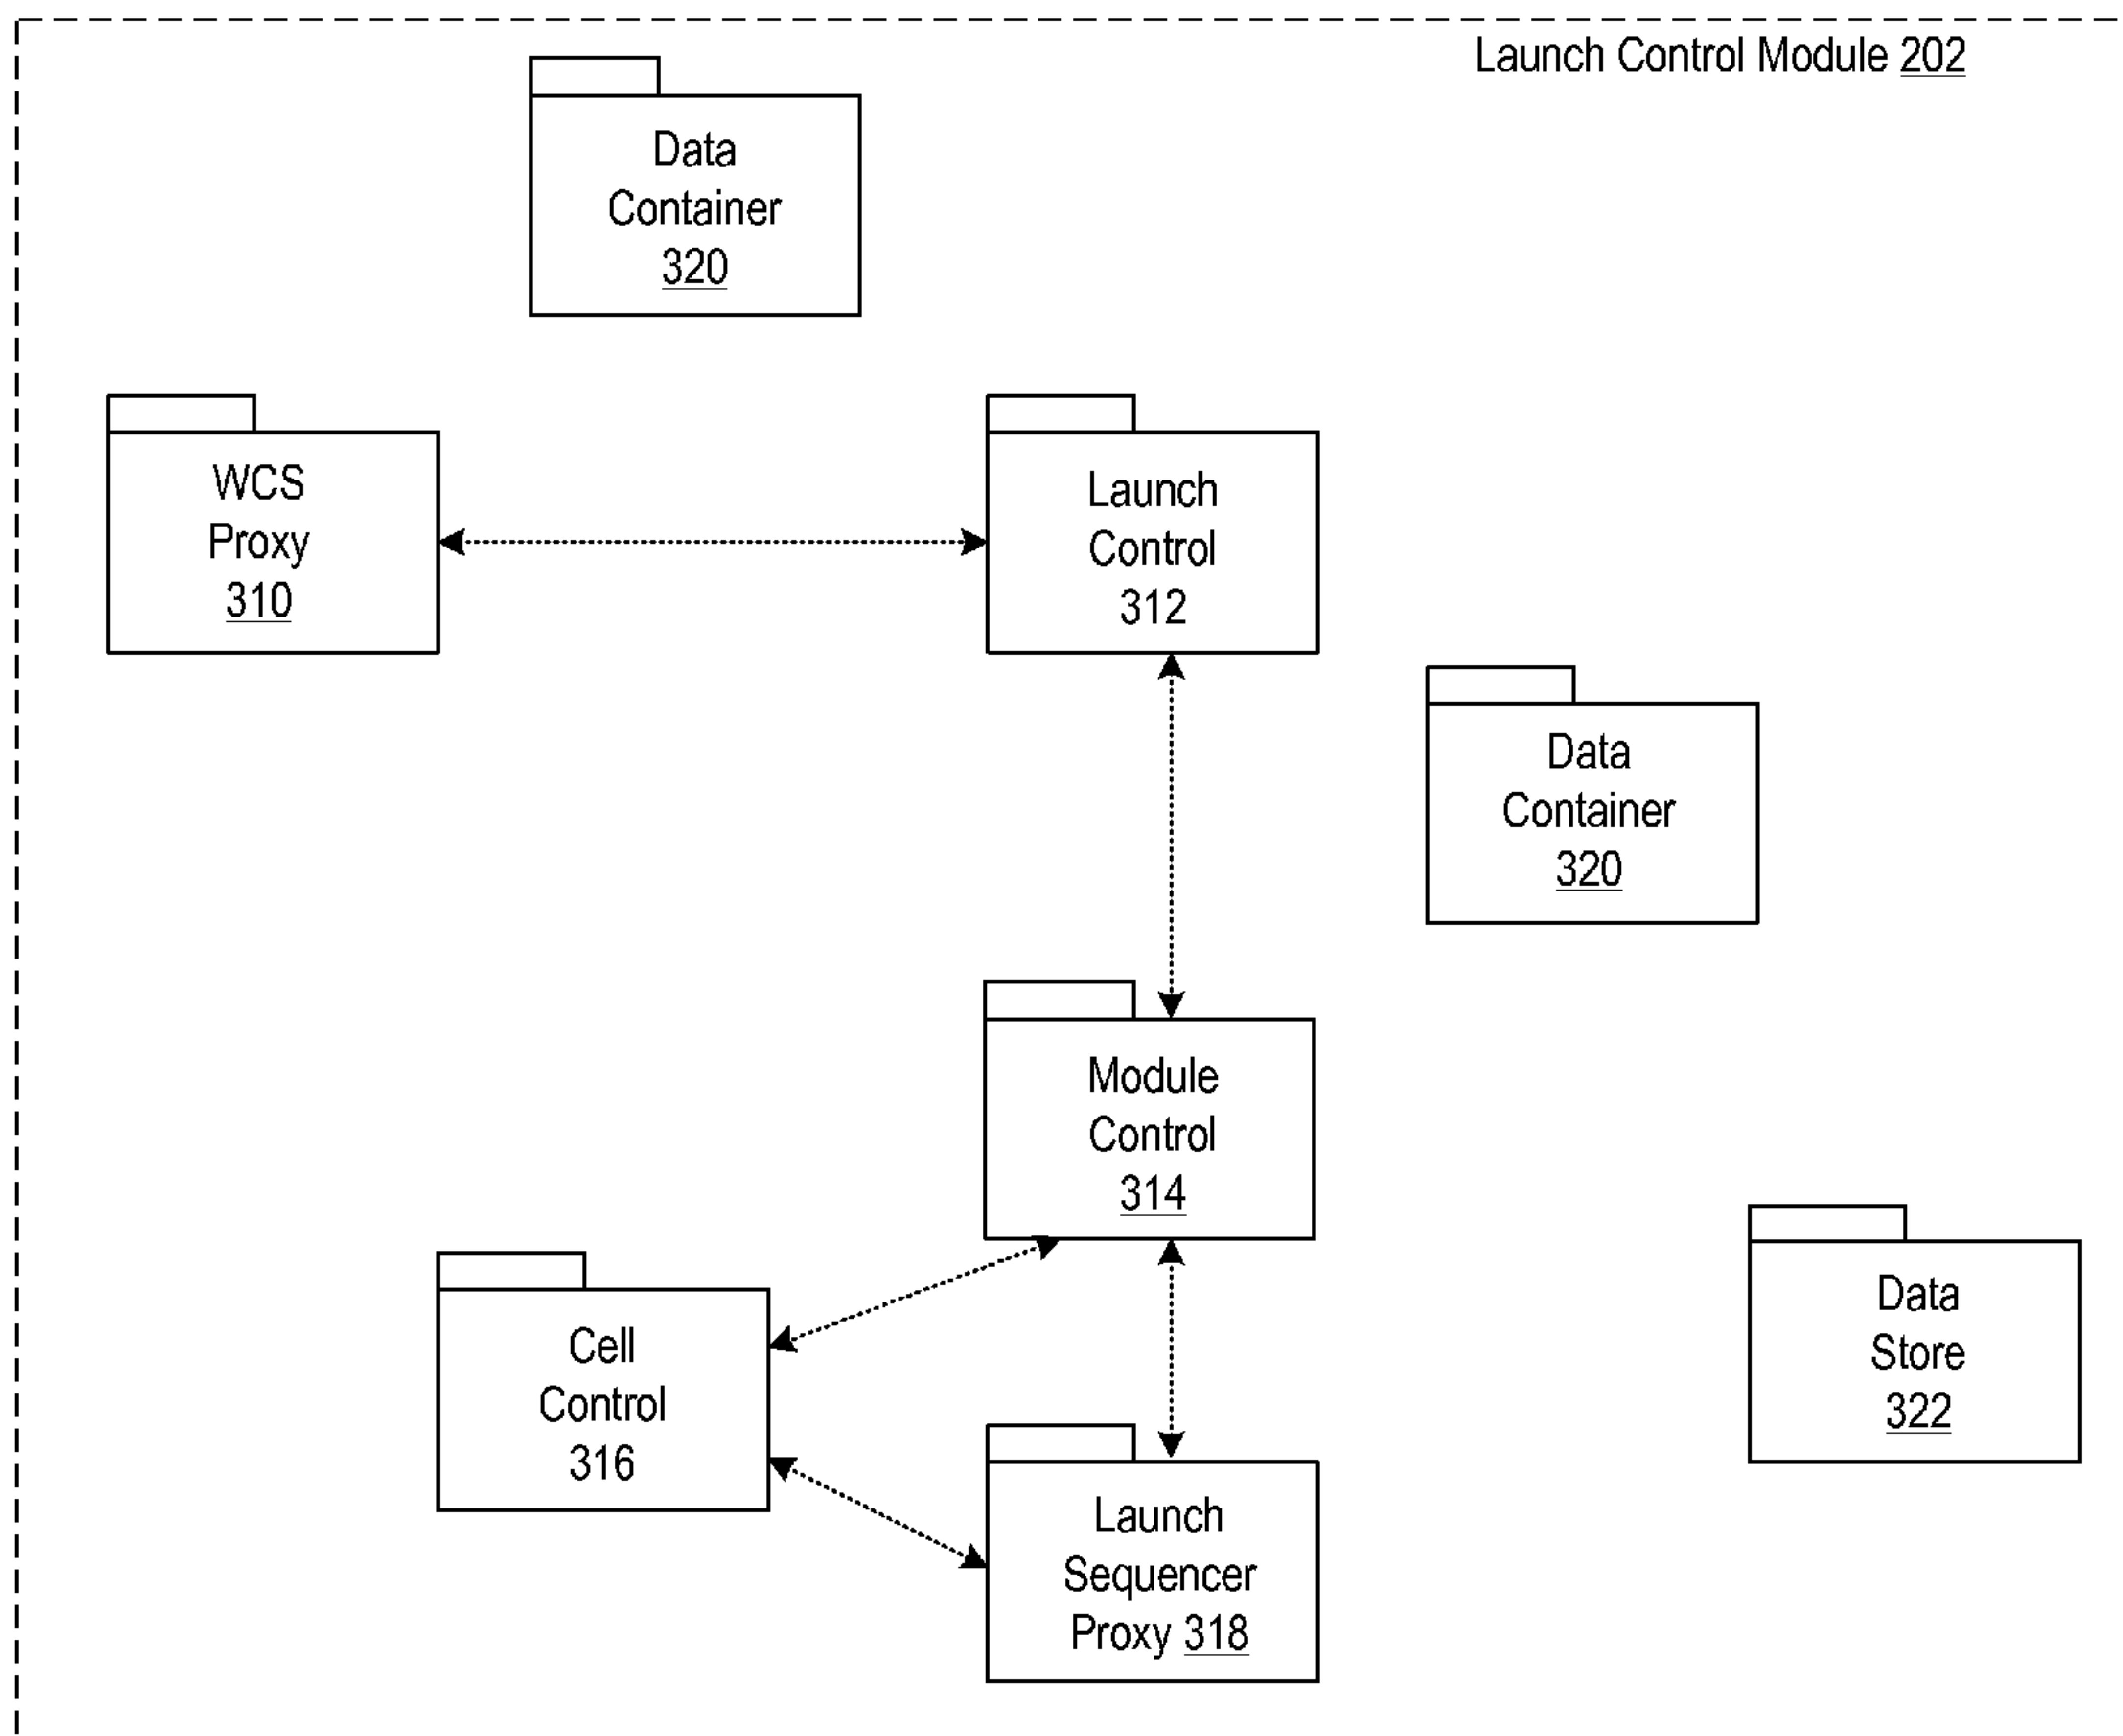 Launch Control Module 202
Data
Container
320
WCS
Proxy
310
Launch
Control
312
Data
Container
320
Module
Control
314
Cell
Control
316
Data
Store
322
Launch
Sequencer
Proxy 318